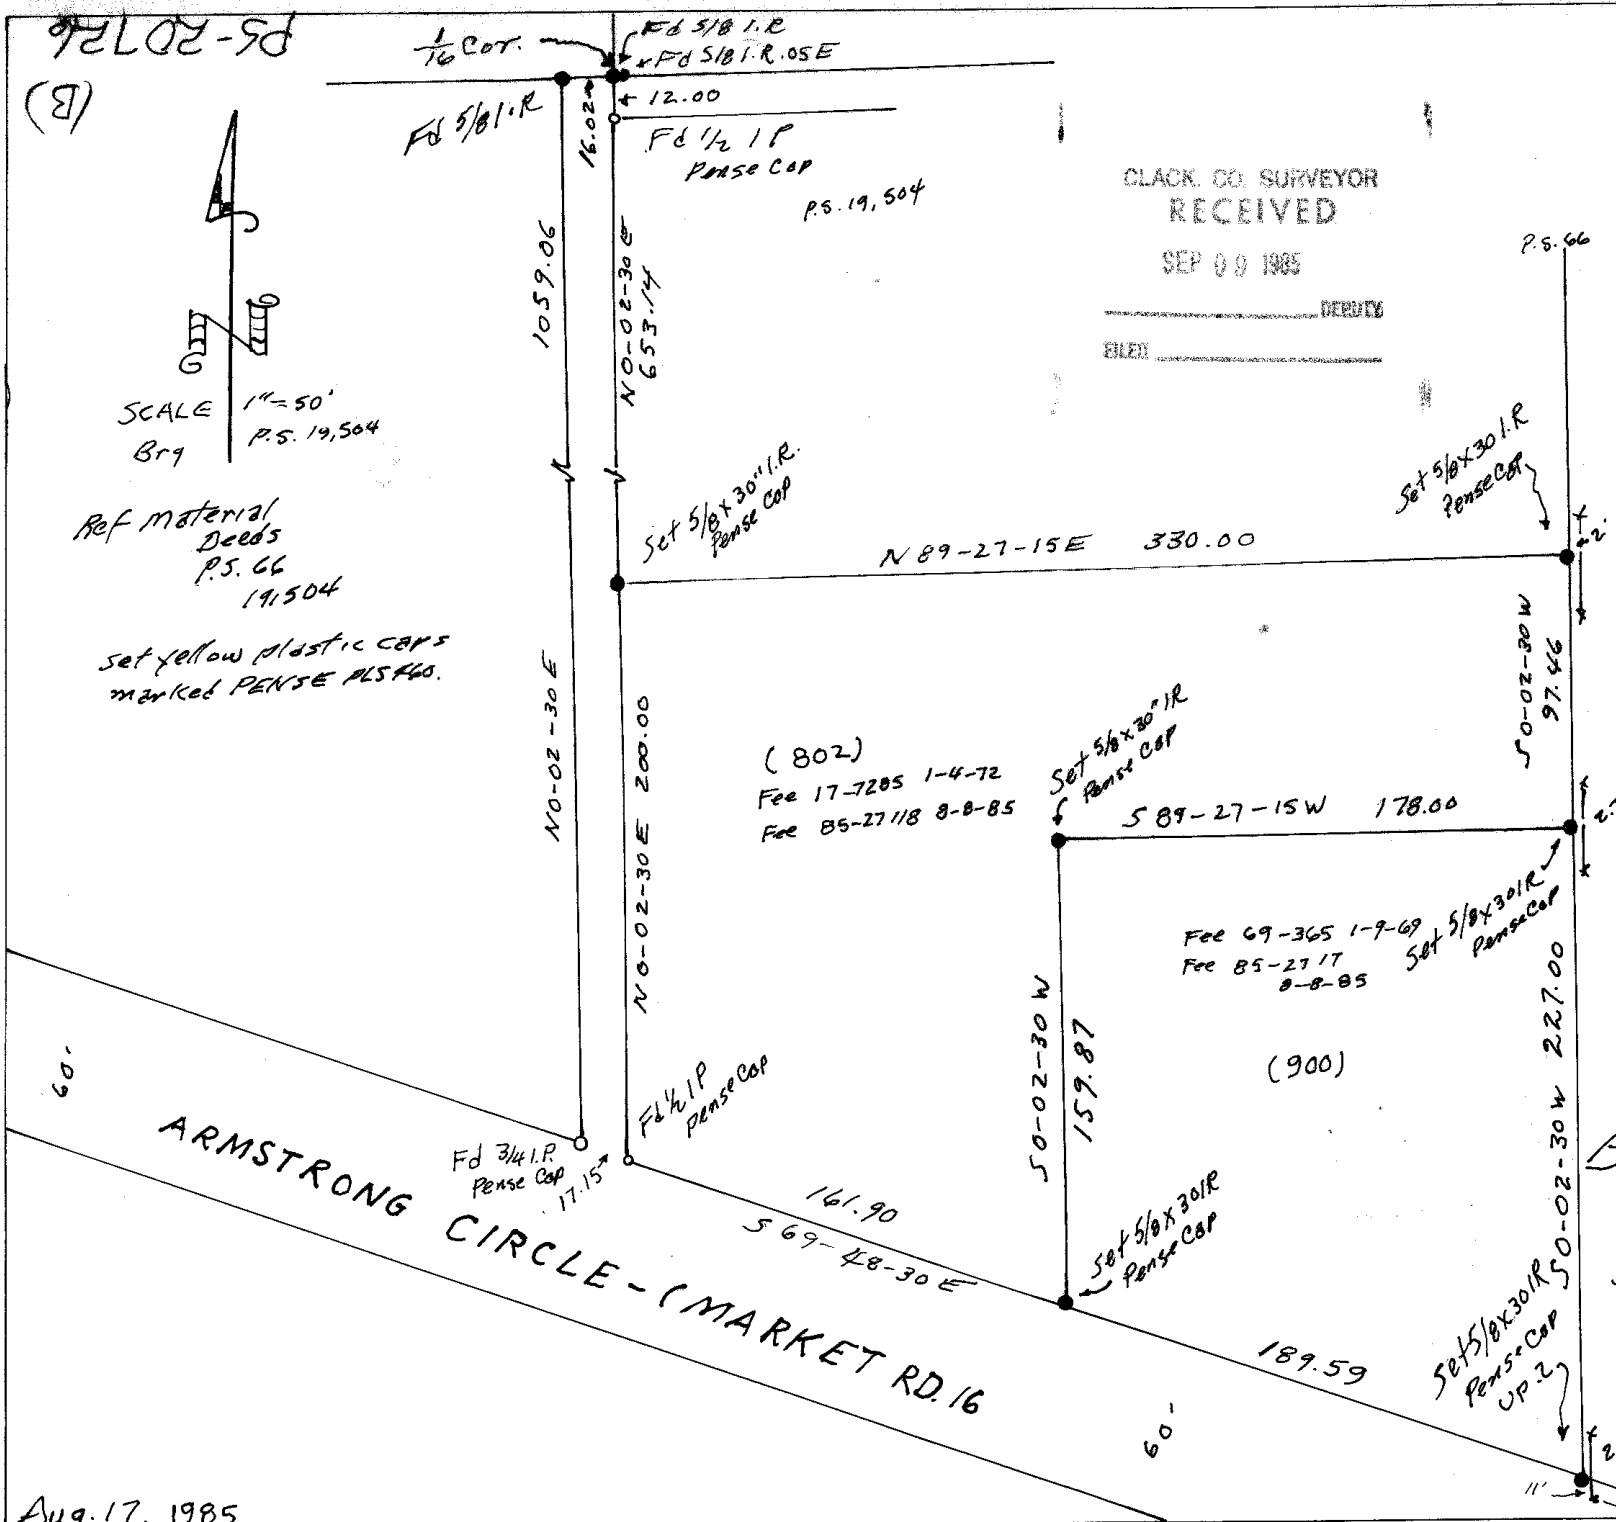 PS-20726
(B)
1/16 Cor.
Fd 5/8 I.R
Fd 5/8 I.R .05E
12.00
Fd 5/8 I.R
16.02
Fd 1/2 I P
Pense Cap
P.S. 19,504
CLACK. CO. SURVEYOR
RECEIVED
SEP 09 1985
DEPUTY
FILED
P.S. 66
N
1059.06
N 0-02-30 E
653.14
SCALE 1"=50'
Brg P.S. 19,504
Ref Material
Deeds
P.S. 66
19,504
set yellow plastic caps
marked PENSE PLS 460.
Set 5/8 x 30" I.R.
Pense Cap
Set 5/8 x 30 I.R
Pense Cap
N 89-27-15 E 330.00
2'
S 0-02-30 W
97.46
N 0-02-30 E
N 0-02-30 E 200.00
(802)
Fee 17-7285 1-4-72
Fee 85-27118 8-8-85
Set 5/8 x 30" IR
Pense Cap
S 89-27-15 W 178.00
2'
Fee 69-365 1-9-69
Fee 85-2717
8-8-85
Set 5/8 x 30 IR
Pense Cap
S 0-02-30 W
159.87
(900)
S 0-02-30 W 227.00
60'
ARMSTRONG CIRCLE - (MARKET RD. 16
Fd 3/4 I.P.
Pense Cap
17.15
Fd 1/2 IP
Pense Cap
161.90
S 69-48-30 E
Set 5/8 x 30 IR
Pense Cap
189.59
Set 5/8 x 30 IR
Pense Cap
up .2
60'
2
11'
Aug. 17, 1985